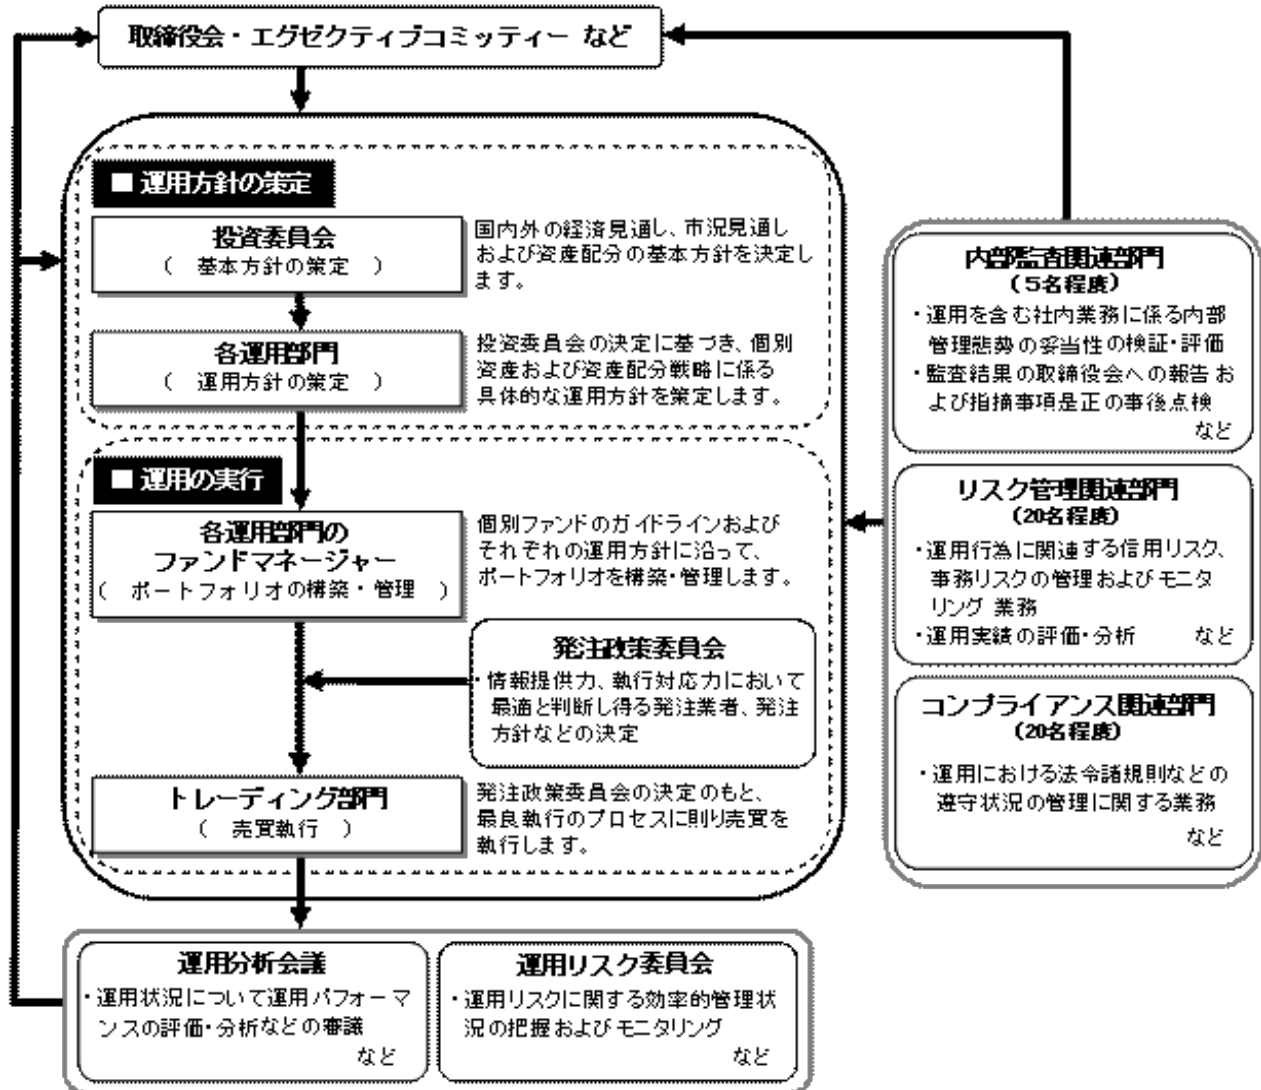 取締役会・エグゼクティブコミッティー など
■ 運用方針の策定
投資委員会
（　基本方針の策定　）
国内外の経済見通し、市況見通し
および資産配分の基本方針を決定し
ます。
各運用部門
（　運用方針の策定　）
投資委員会の決定に基づき、個別
資産および資産配分戦略に係る
具体的な運用方針を策定します。
■ 運用の実行
各運用部門の
ファンドマネージャー
（　ポートフォリオの構築・管理　）
個別ファンドのガイドラインおよび
それぞれの運用方針に沿って、
ポートフォリオを構築・管理します。
発注政策委員会
・情報提供力、執行対応力において
最適と判断し得る発注業者、発注
方針などの決定
トレーディング部門
（　売買執行　）
発注政策委員会の決定のもと、
最良執行のプロセスに則り売買を
執行します。
運用分析会議
・運用状況について運用パフォーマ
ンスの評価・分析などの審議
など
運用リスク委員会
・運用リスクに関する効率的管理状
況の把握およびモニタリング
など
内部監査関連部門
（5名程度）
・運用を含む社内業務に係る内部
管理態勢の妥当性の検証・評価
・監査結果の取締役会への報告 お
よび指摘事項是正の事後点検
など
リスク管理関連部門
（20名程度）
・運用行為に関連する信用リスク、
事務リスクの管理および モニタ
リング 業務
・運用実績の評価・分析　　など
コンプライアンス関連部門
（20名程度）
・運用における法令諸規則などの
遵守状況の管理に関する業務
など